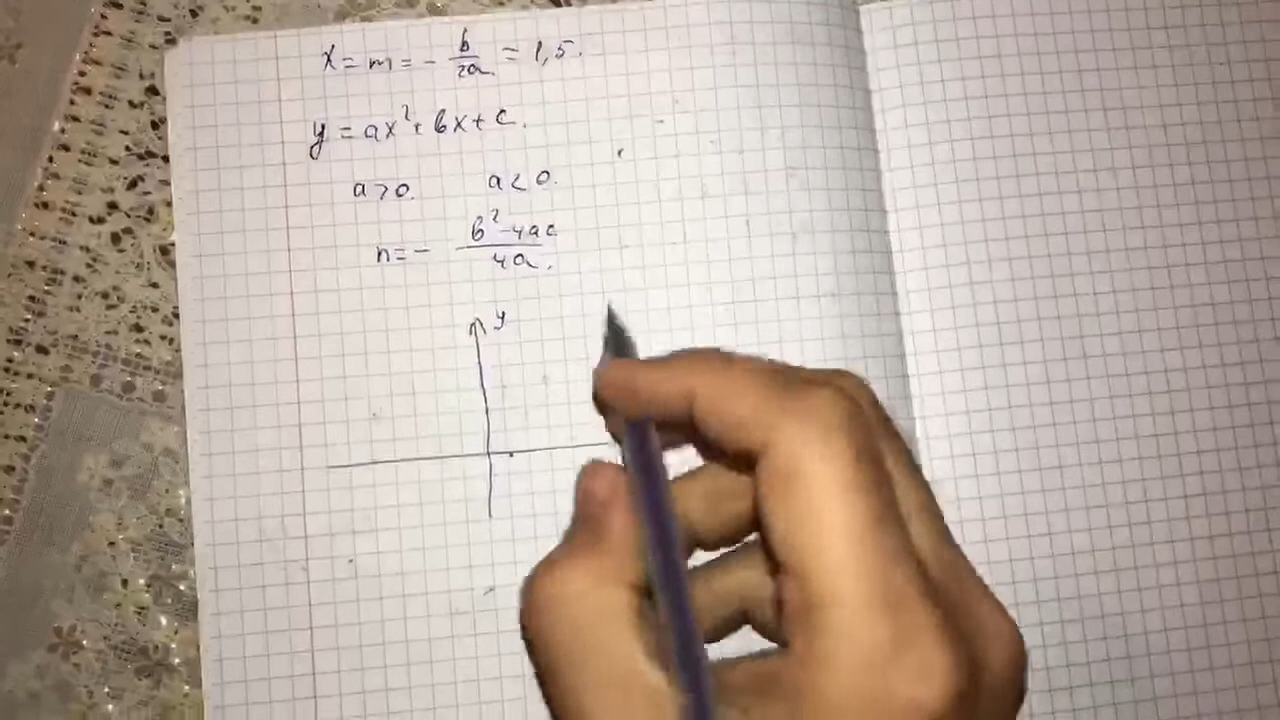 x = m = - b/2a = 1,5.
y = ax² + bx + c.
a > 0. a < 0.
n = - b² - 4ac / 4a.
y